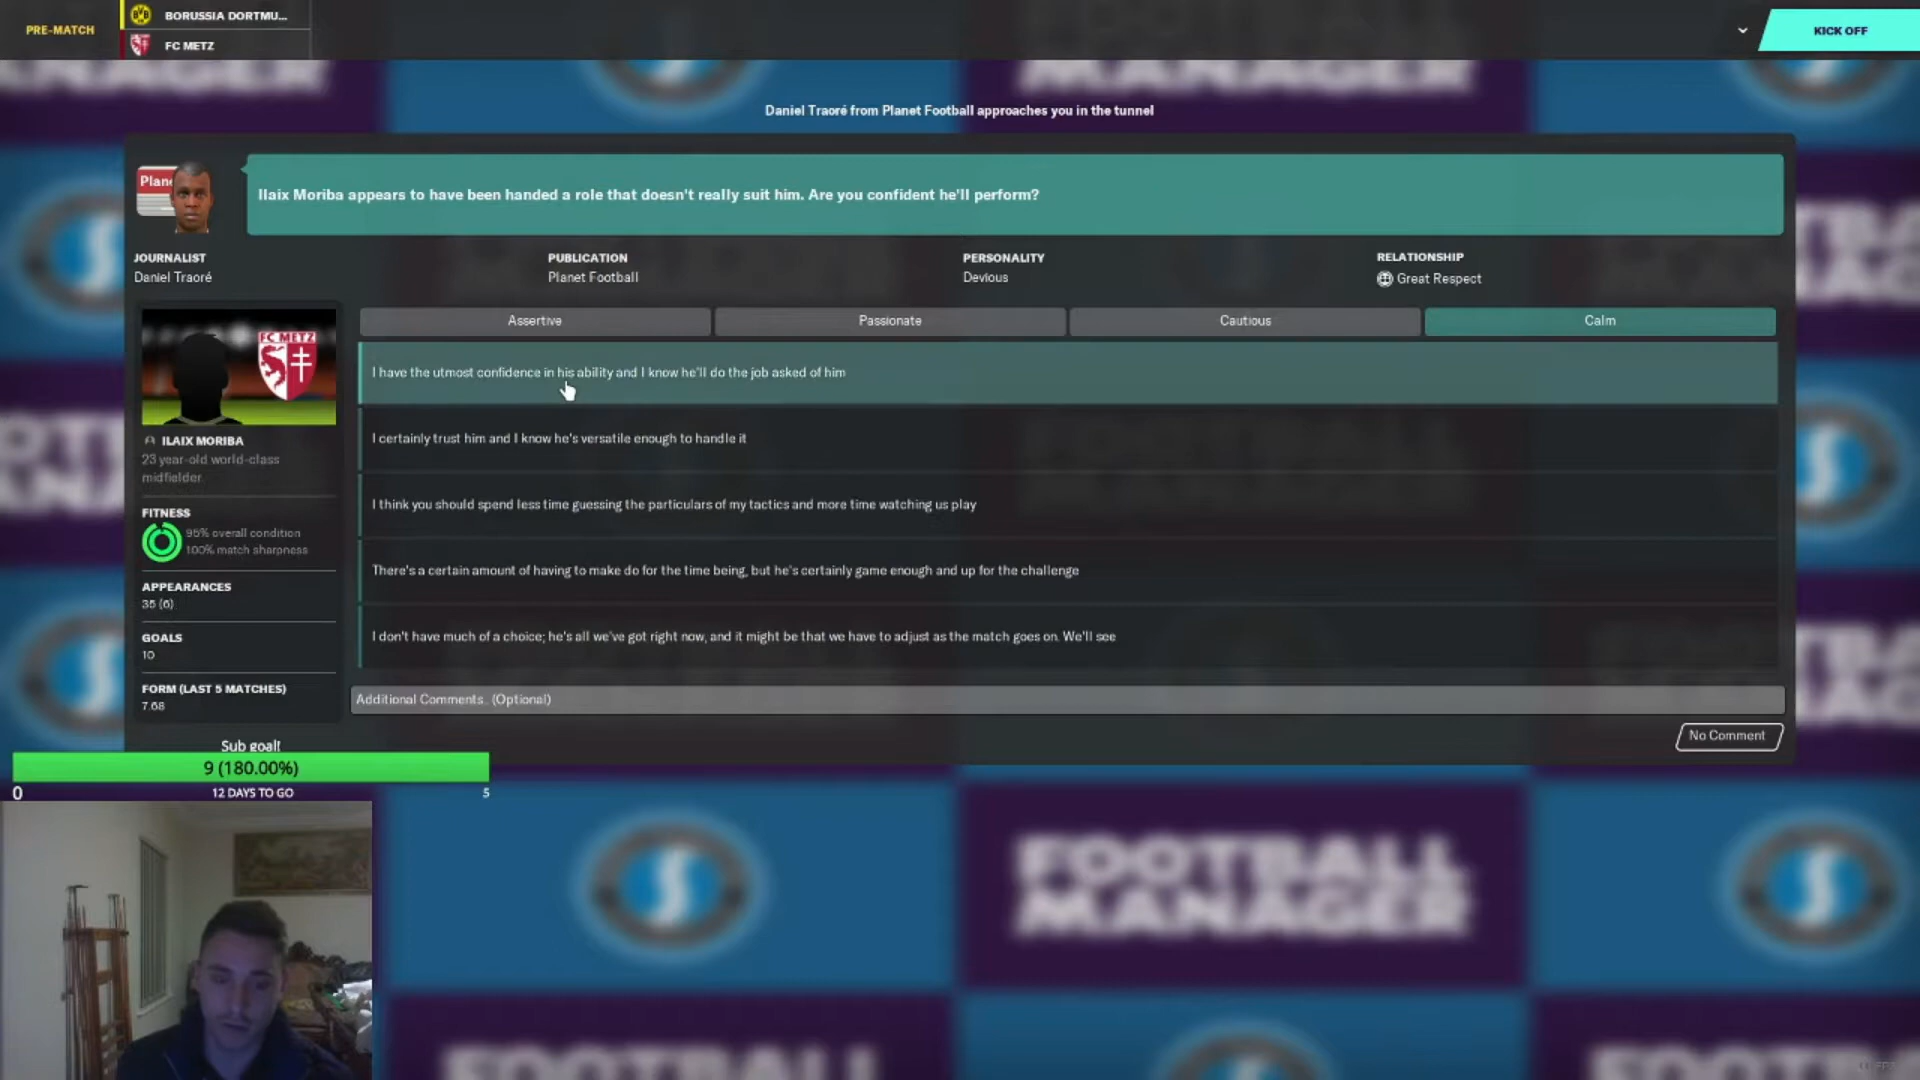 PRE-MATCH
BORUSSIA DORTMU...
FC METZ
KICK OFF
MANAGER
MANAGER
Daniel Traoré from Planet Football approaches you in the tunnel
Plan
Ilaix Moriba appears to have been handed a role that doesn't really suit him. Are you confident he'll perform?
JOURNALIST
Daniel Traoré
PUBLICATION
Planet Football
PERSONALITY
Devious
RELATIONSHIP
Great Respect
FC METZ
Assertive
Passionate
Cautious
Calm
I have the utmost confidence in his ability and I know he'll do the job asked of him
I certainly trust him and I know he's versatile enough to handle it
I think you should spend less time guessing the particulars of my tactics and more time watching us play
There's a certain amount of having to make do for the time being, but he's certainly game enough and up for the challenge
I don't have much of a choice; he's all we've got right now, and it might be that we have to adjust as the match goes on. We'll see
ILAIX MORIBA
23 year-old world-class
midfielder
FITNESS
95% overall condition
100% match sharpness
APPEARANCES
35 (6)
GOALS
10
FORM (LAST 5 MATCHES)
7.68
Additional Comments.. (Optional)
No Comment
Sub goal!
9 (180.00%)
0
12 DAYS TO GO
5
FOOTBALL
MANAGER
FOOTBALL